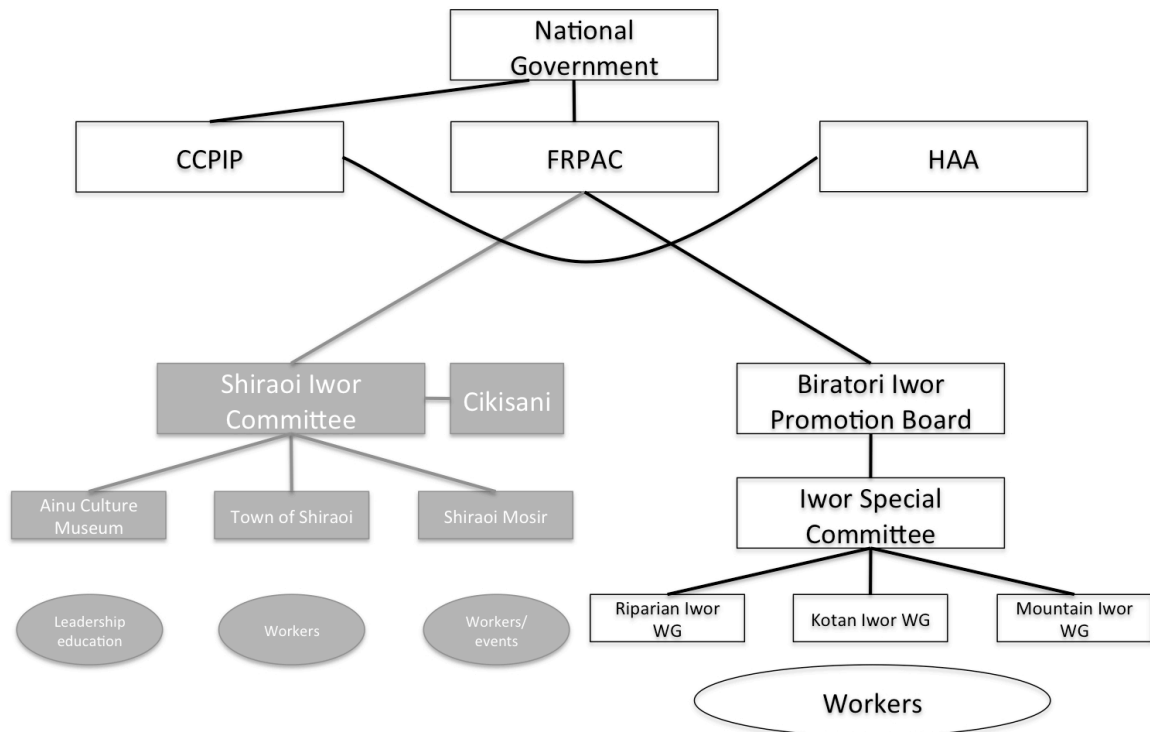 National
Government
CCPIP
FRPAC
HAA
Shiraoi Iwor
Committee
Cikisani
Biratori Iwor
Promotion Board
Ainu Culture
Museum
Town of Shiraoi
Shiraoi Mosir
Iwor Special
Committee
Leadership
education
Workers
Workers/
events
Riparian Iwor
WG
Kotan Iwor WG
Mountain Iwor
WG
Workers